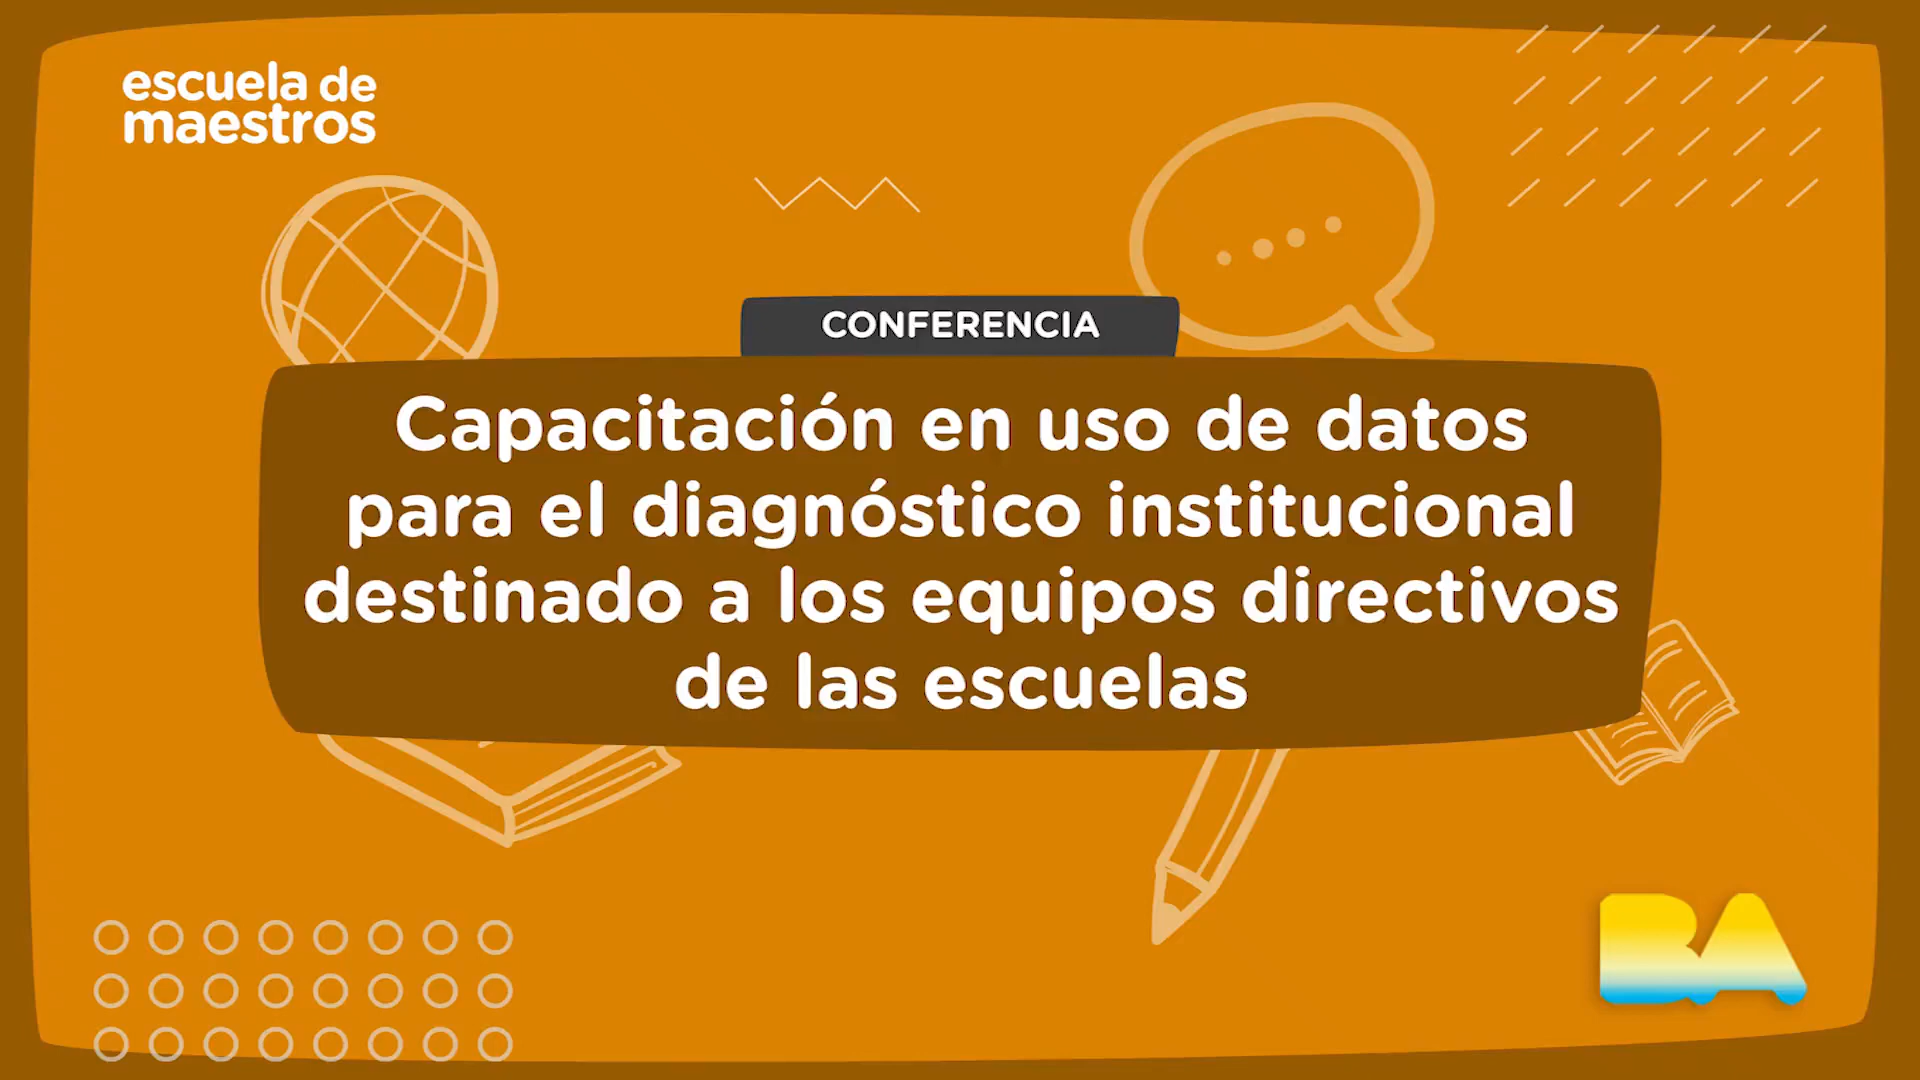 escuela de
maestros
CONFERENCIA
Capacitación en uso de datos
para el diagnóstico institucional
destinado a los equipos directivos
de las escuelas
BA